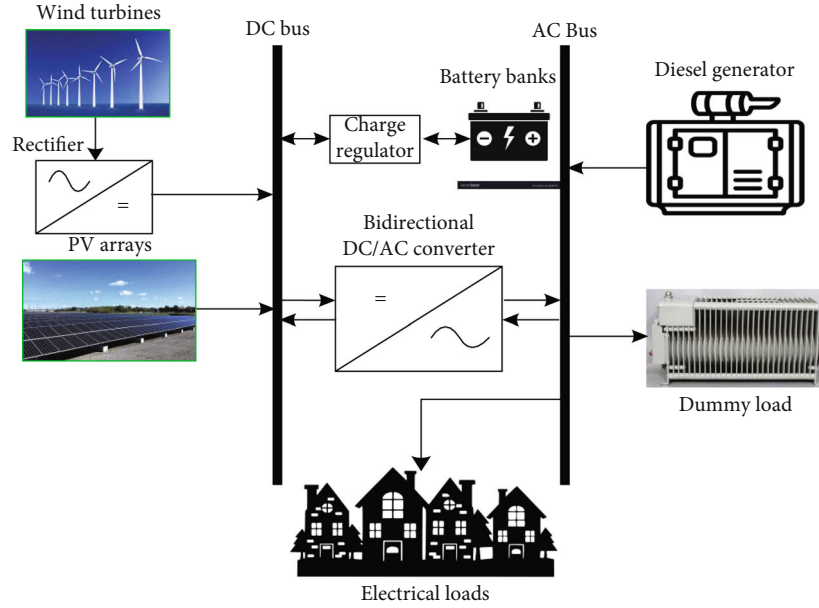 Wind turbines
DC bus
AC Bus
Battery banks
Diesel generator
Charge
regulator
Rectifier
=
PV arrays
Bidirectional
DC/AC converter
=
Dummy load
Electrical loads